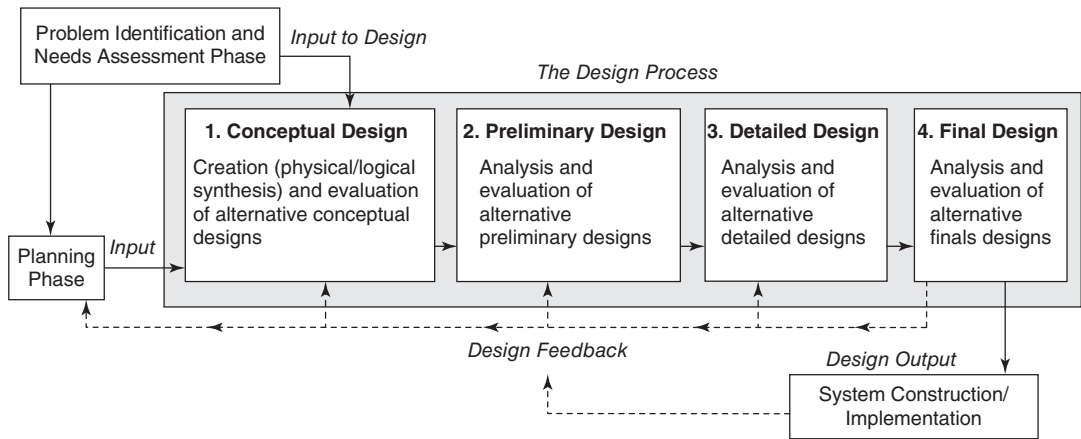 Problem Identification and
Needs Assessment Phase
Input to Design
The Design Process
1. Conceptual Design
Creation (physical/logical
synthesis) and evaluation
of alternative conceptual
designs
2. Preliminary Design
Analysis and
evaluation of
alternative
preliminary designs
3. Detailed Design
Analysis and
evaluation of
alternative
detailed designs
4. Final Design
Analysis and
evaluation of
alternative
finals designs
Planning
Phase
Input
Design Feedback
Design Output
System Construction/
Implementation